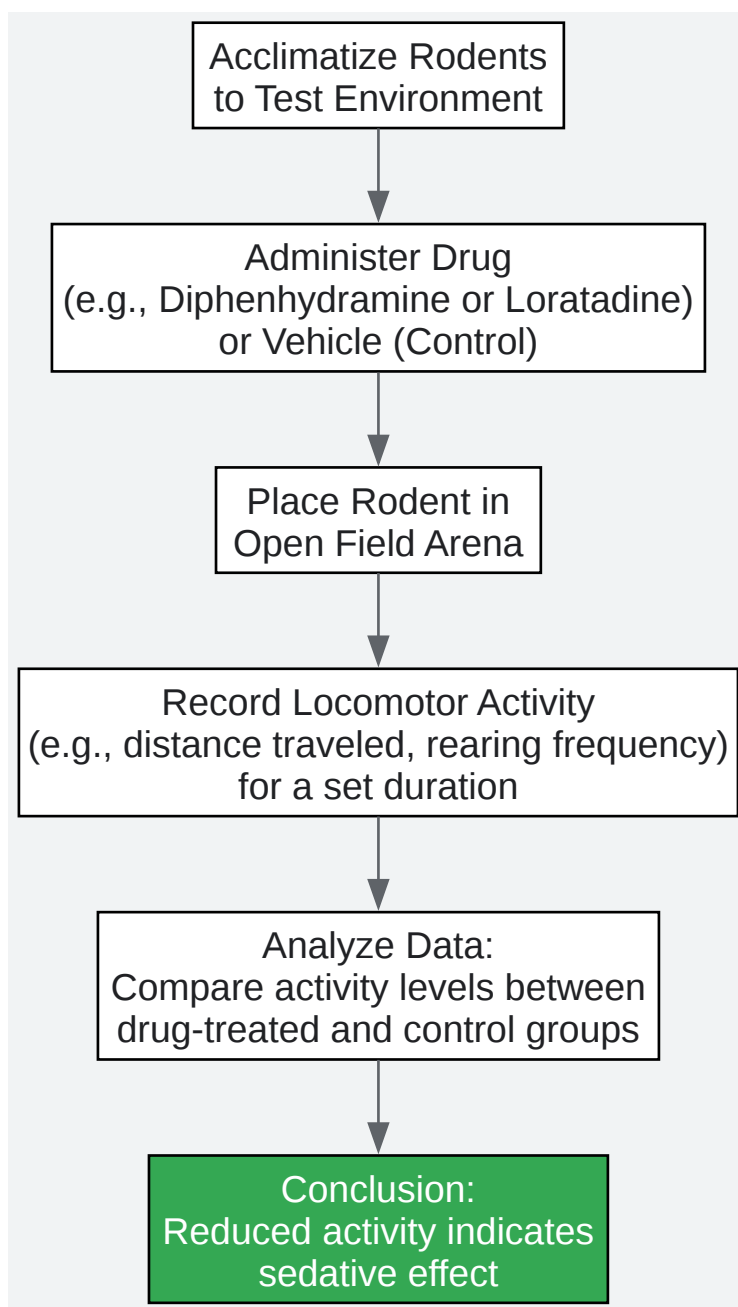 Acclimatize Rodents
to Test Environment
Administer Drug
(e.g., Diphenhydramine or Loratadine)
or Vehicle (Control)
Place Rodent in
Open Field Arena
Record Locomotor Activity
(e.g., distance traveled, rearing frequency)
for a set duration
Analyze Data:
Compare activity levels between
drug-treated and control groups
Conclusion:
Reduced activity indicates
sedative effect